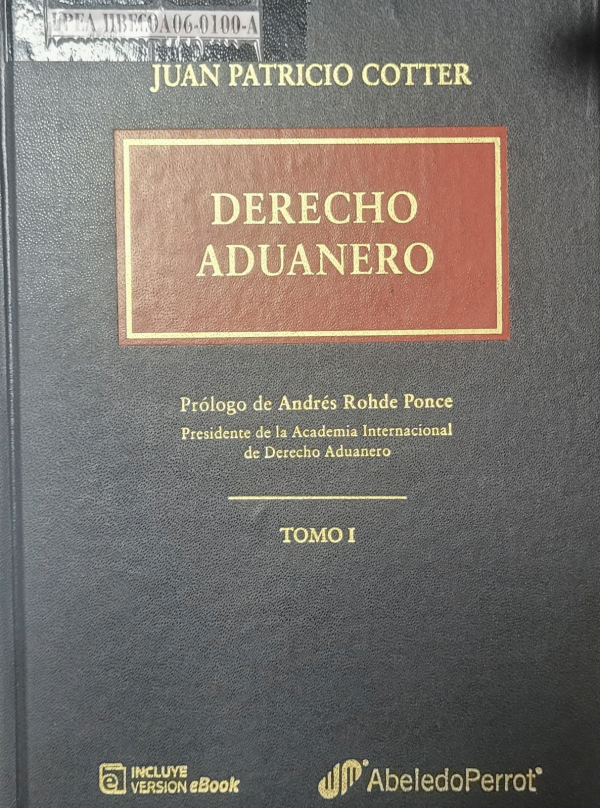 JUAN PATRICIO COTTER
DERECHO
ADUANERO
Prólogo de Andrés Rohde Ponce
Presidente de la Academia Internacional
de Derecho Aduanero
TOMO I
INCLUYE
VERSION eBook
AbeledoPerrot®